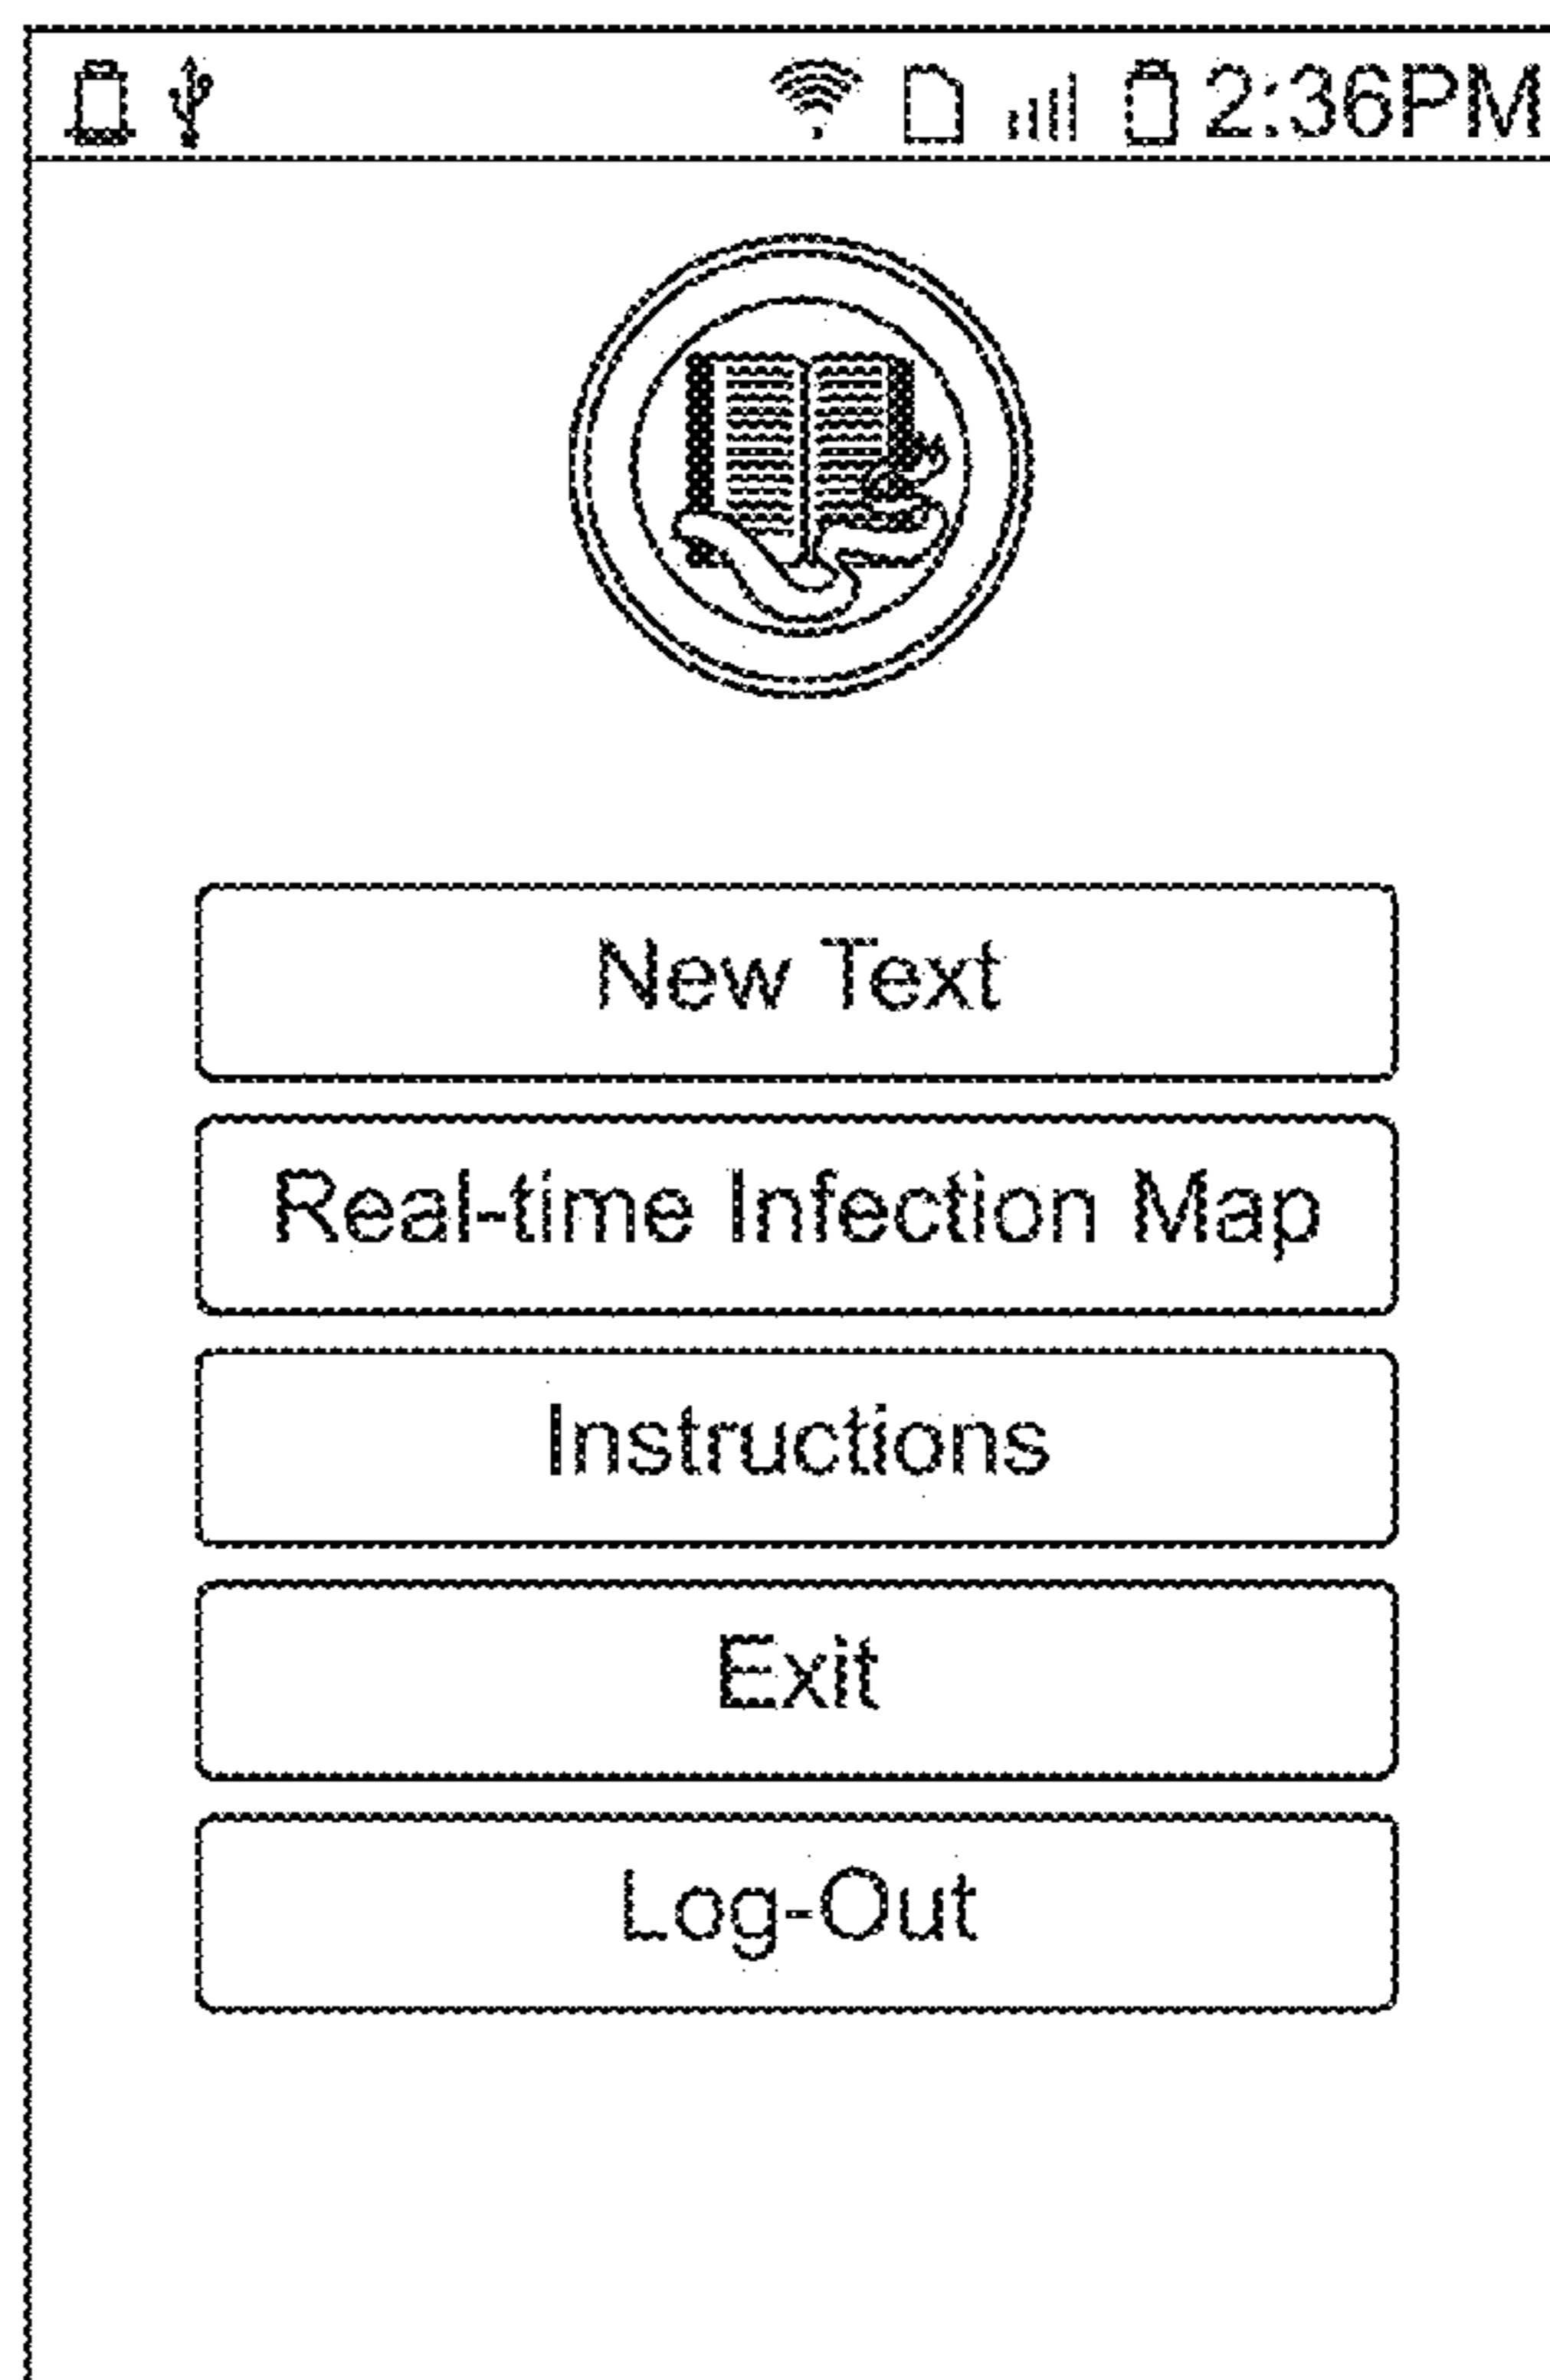 2:36PM
New Text
Real-time Infection Map
Instructions
Exit
Log-Out